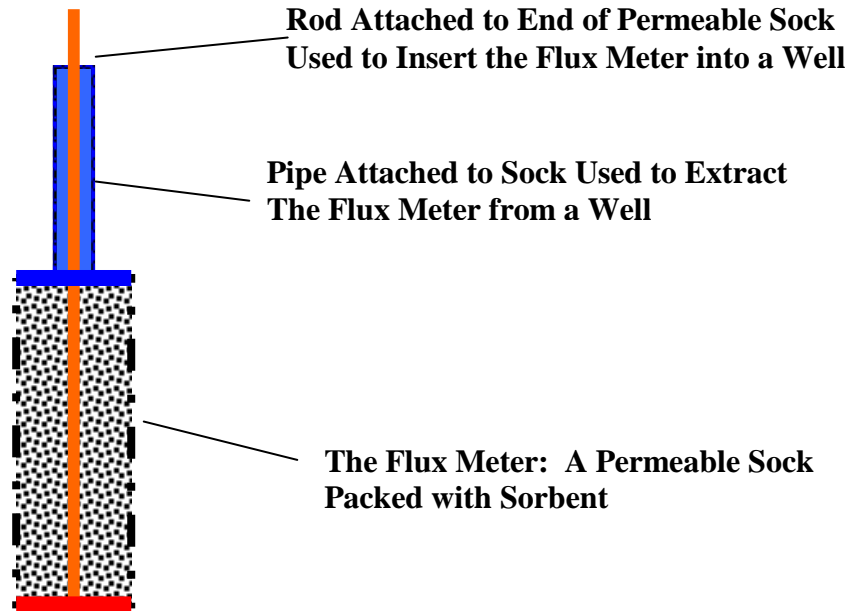 Rod Attached to End of Permeable Sock
Used to Insert the Flux Meter into a Well
Pipe Attached to Sock Used to Extract
The Flux Meter from a Well
The Flux Meter:  A Permeable Sock
Packed with Sorbent